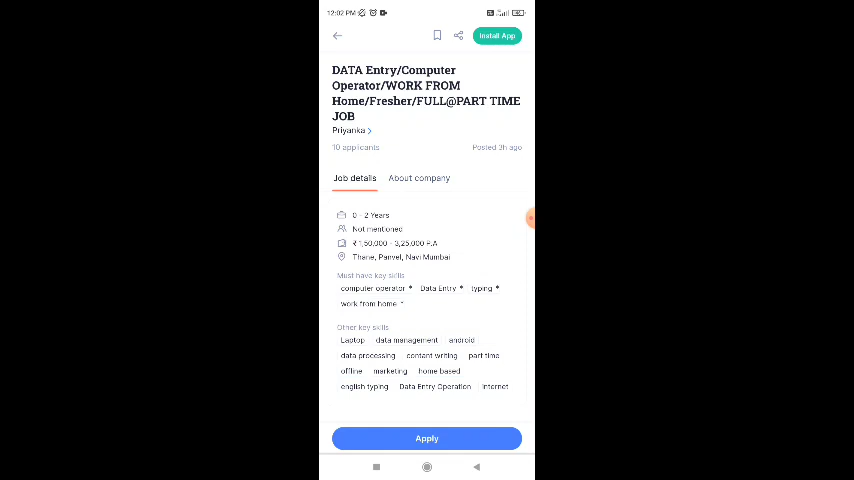 12:02 PM
Install App
DATA Entry/Computer
Operator/WORK FROM
Home/Fresher/FULL@PART TIME
JOB
Priyanka
10 applicants
Posted 3h ago
Job details
About company
0 - 2 Years
Not mentioned
₹ 1,50,000 - 3,25,000 P.A
Thane, Panvel, Navi Mumbai
Must have key skills
computer operator * Data Entry * typing *
work from home *
Other key skills
Laptop data management android
data processing contant writing part time
offline marketing home based
english typing Data Entry Operation internet
Apply